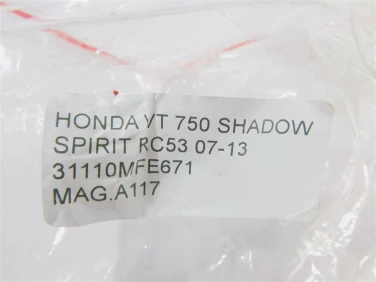 HONDA VT 750 SHADOW
SPIRIT RC53 07-13
31110MFE671
MAG.A117